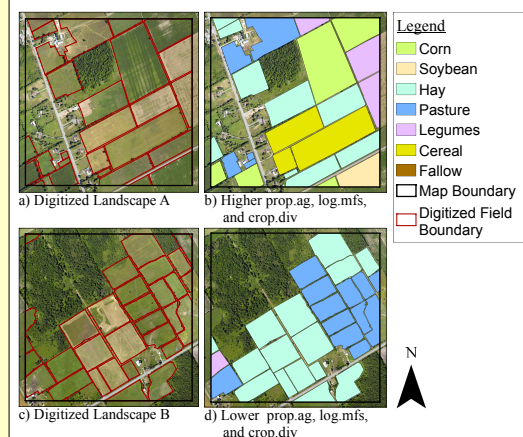 a) Digitized Landscape A
b) Higher prop.ag, log.mfs,
and crop.div
c) Digitized Landscape B
d) Lower prop.ag, log.mfs,
and crop.div
Legend
Corn
Soybean
Hay
Pasture
Legumes
Cereal
Fallow
Map Boundary
Digitized Field
Boundary
N